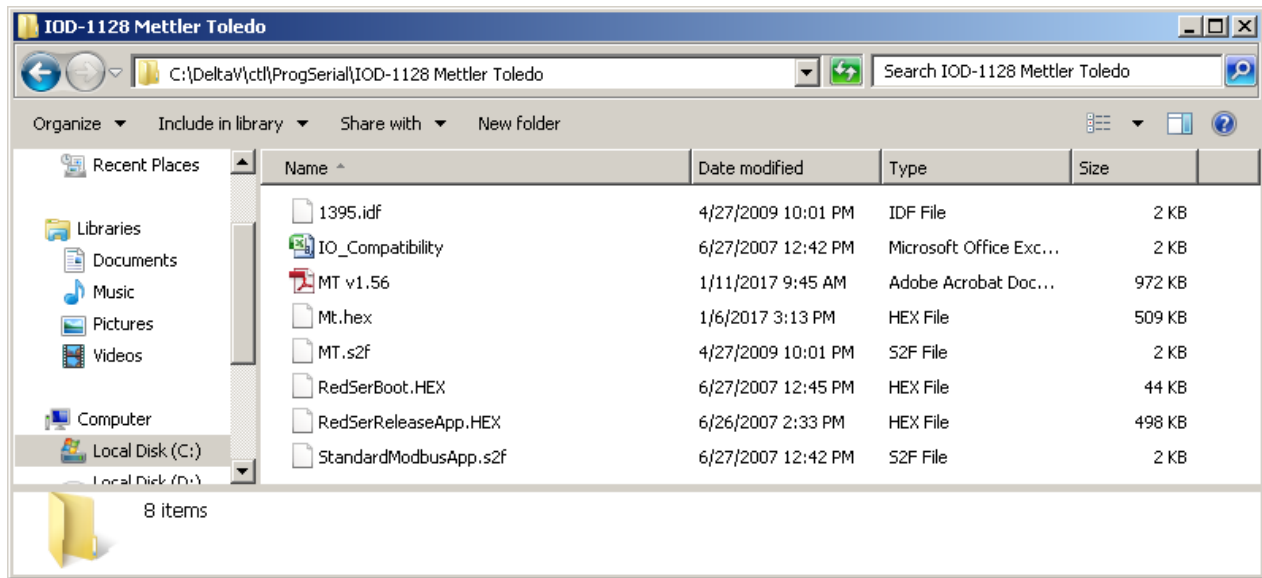 IOD-1128 Mettler Toledo
C:\DeltaV\ctl\ProgSerial\IOD-1128 Mettler Toledo
Search IOD-1128 Mettler Toledo
Organize Include in library Share with New folder
Recent Places
Libraries
Documents
Music
Pictures
Videos
Computer
Local Disk (C:)
Local Disk (D:)
Name Date modified Type Size
1395.idf 4/27/2009 10:01 PM IDF File 2 KB
IO_Compatibility 6/27/2007 12:42 PM Microsoft Office Exc... 2 KB
MT v1.56 1/11/2017 9:45 AM Adobe Acrobat Doc... 972 KB
Mt.hex 1/6/2017 3:13 PM HEX File 509 KB
MT.s2f 4/27/2009 10:01 PM S2F File 2 KB
RedSerBoot.HEX 6/27/2007 12:45 PM HEX File 44 KB
RedSerReleaseApp.HEX 6/26/2007 2:33 PM HEX File 498 KB
StandardModbusApp.s2f 6/27/2007 12:42 PM S2F File 2 KB
8 items